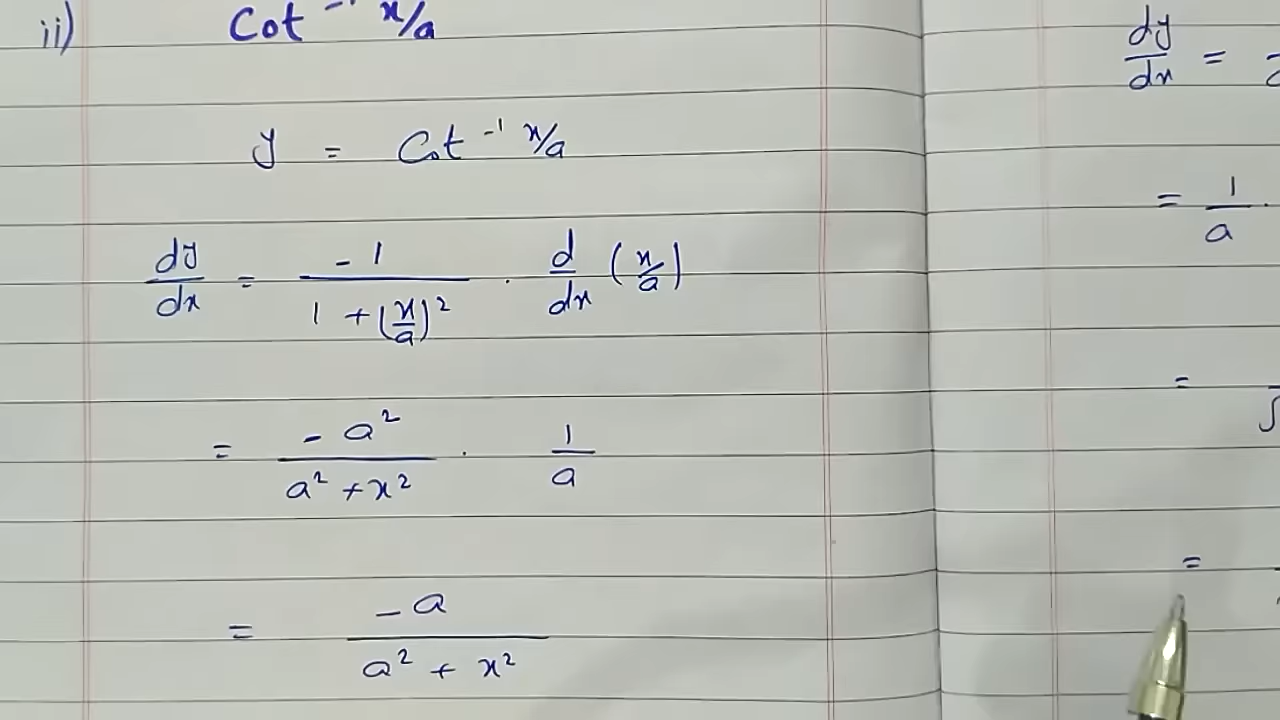 ii) Cot⁻¹ x/a
y = Cot⁻¹ x/a
dy/dx = -1/(1 + (x/a)²) . d/dx (x/a)
= -a²/(a² + x²) . 1/a
= -a/(a² + x²)
dy/dx =
= 1/a .
=
=